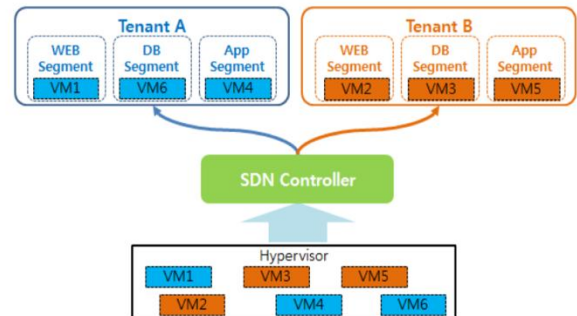 Tenant A
WEB Segment
VM1
DB Segment
VM6
App Segment
VM4
Tenant B
WEB Segment
VM2
DB Segment
VM3
App Segment
VM5
SDN Controller
Hypervisor
VM1 VM3 VM5
VM2 VM4 VM6